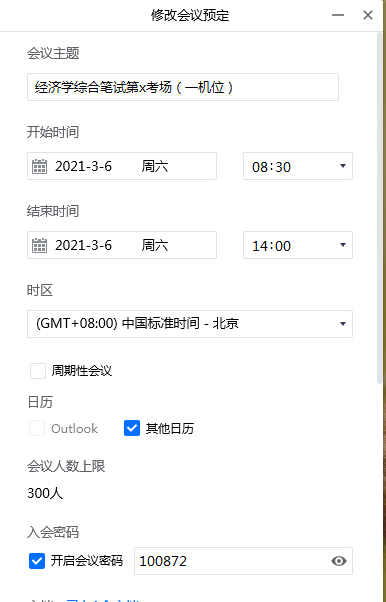 修改会议预定
会议主题
经济学综合笔试第x考场（一机位）
开始时间
2021-3-6 周六 08:30
结束时间
2021-3-6 周六 14:00
时区
(GMT+08:00) 中国标准时间 - 北京
周期性会议
日历
Outlook 其他日历
会议人数上限
300人
入会密码
开启会议密码 100872